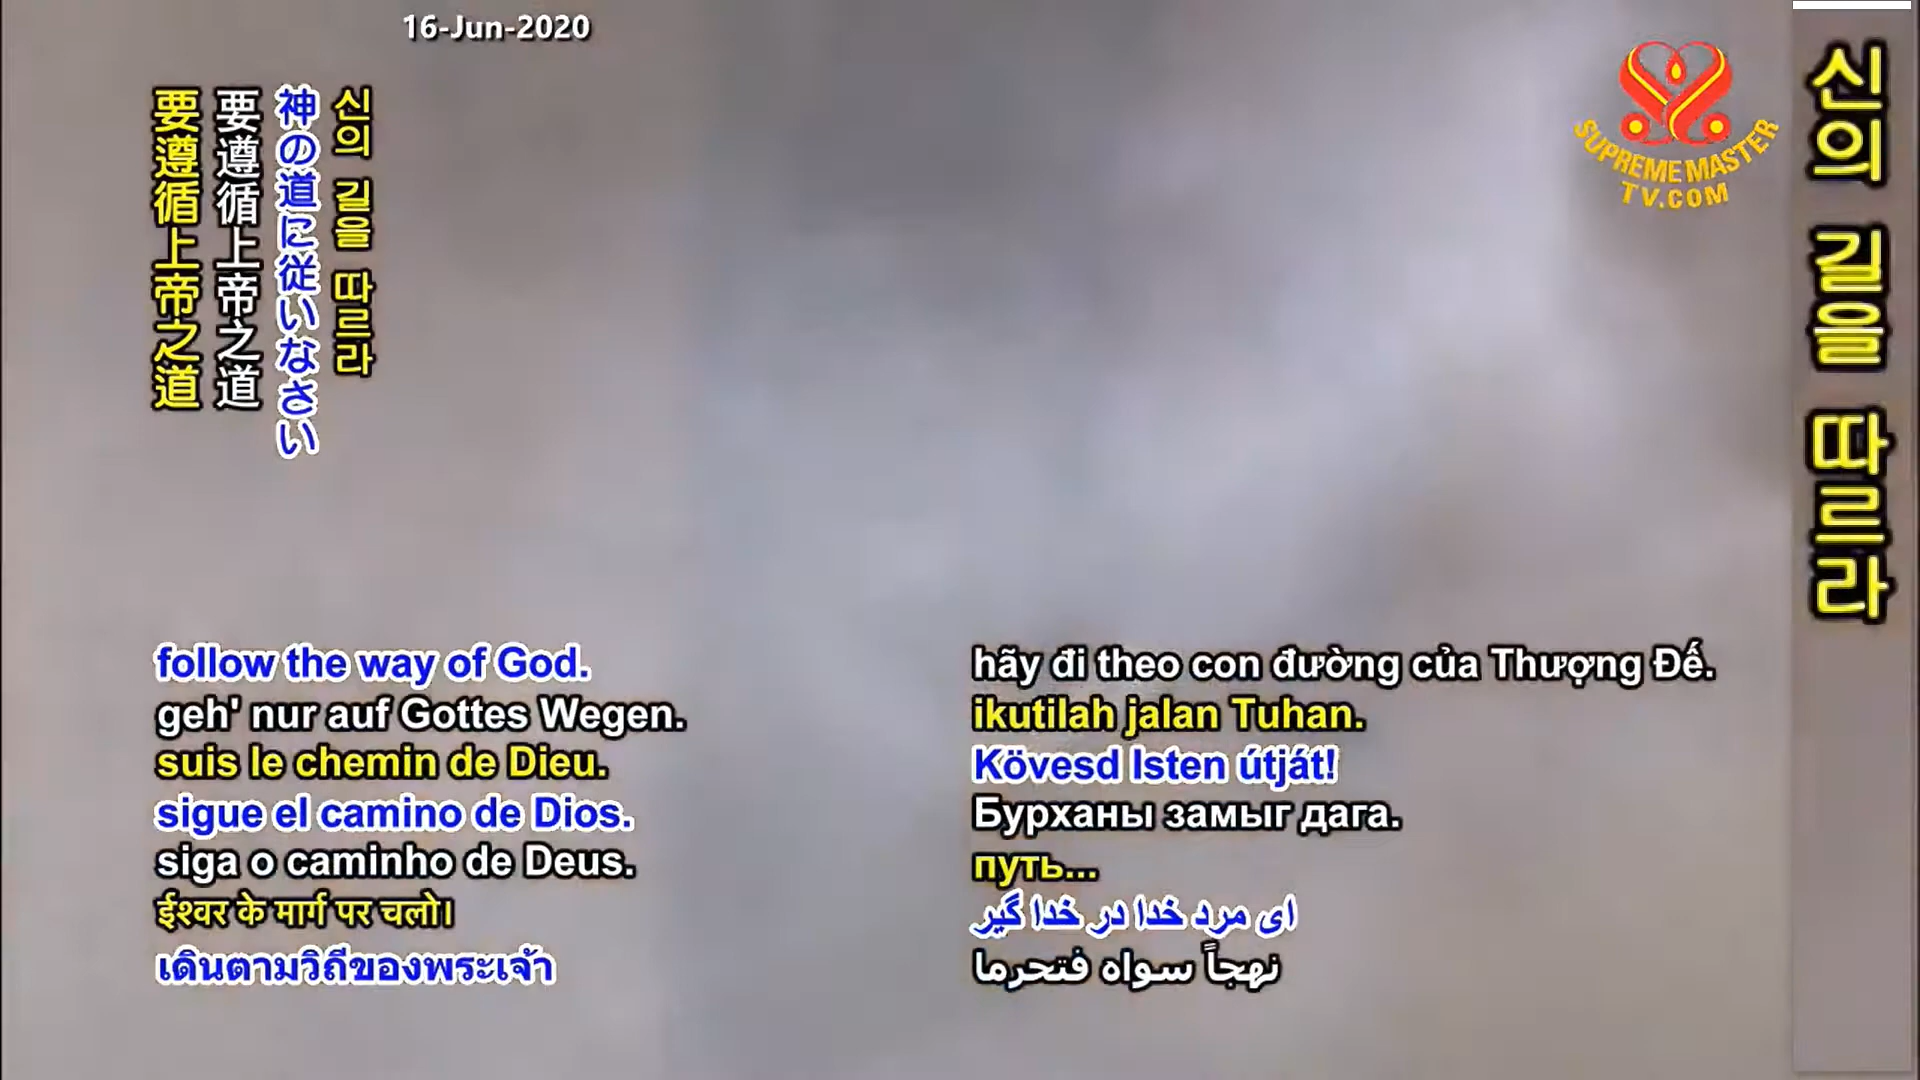 16-Jun-2020
SUPREME MASTER
TV.COM
신의 길을 따르라
신의 길을 따르라
神の道に従いなさい
要遵循上帝之道
要遵循上帝之道
follow the way of God.
geh' nur auf Gottes Wegen.
suis le chemin de Dieu.
sigue el camino de Dios.
siga o caminho de Deus.
ईश्वर के मार्ग पर चलो।
เดินตามวิถีของพระเจ้า
hãy đi theo con đường của Thượng Đế.
ikutilah jalan Tuhan.
Kövesd Isten útját!
Бурханы замыг дага.
путь...
ای مرد خدا در خدا گیر
نهجاً سواه فتحرما